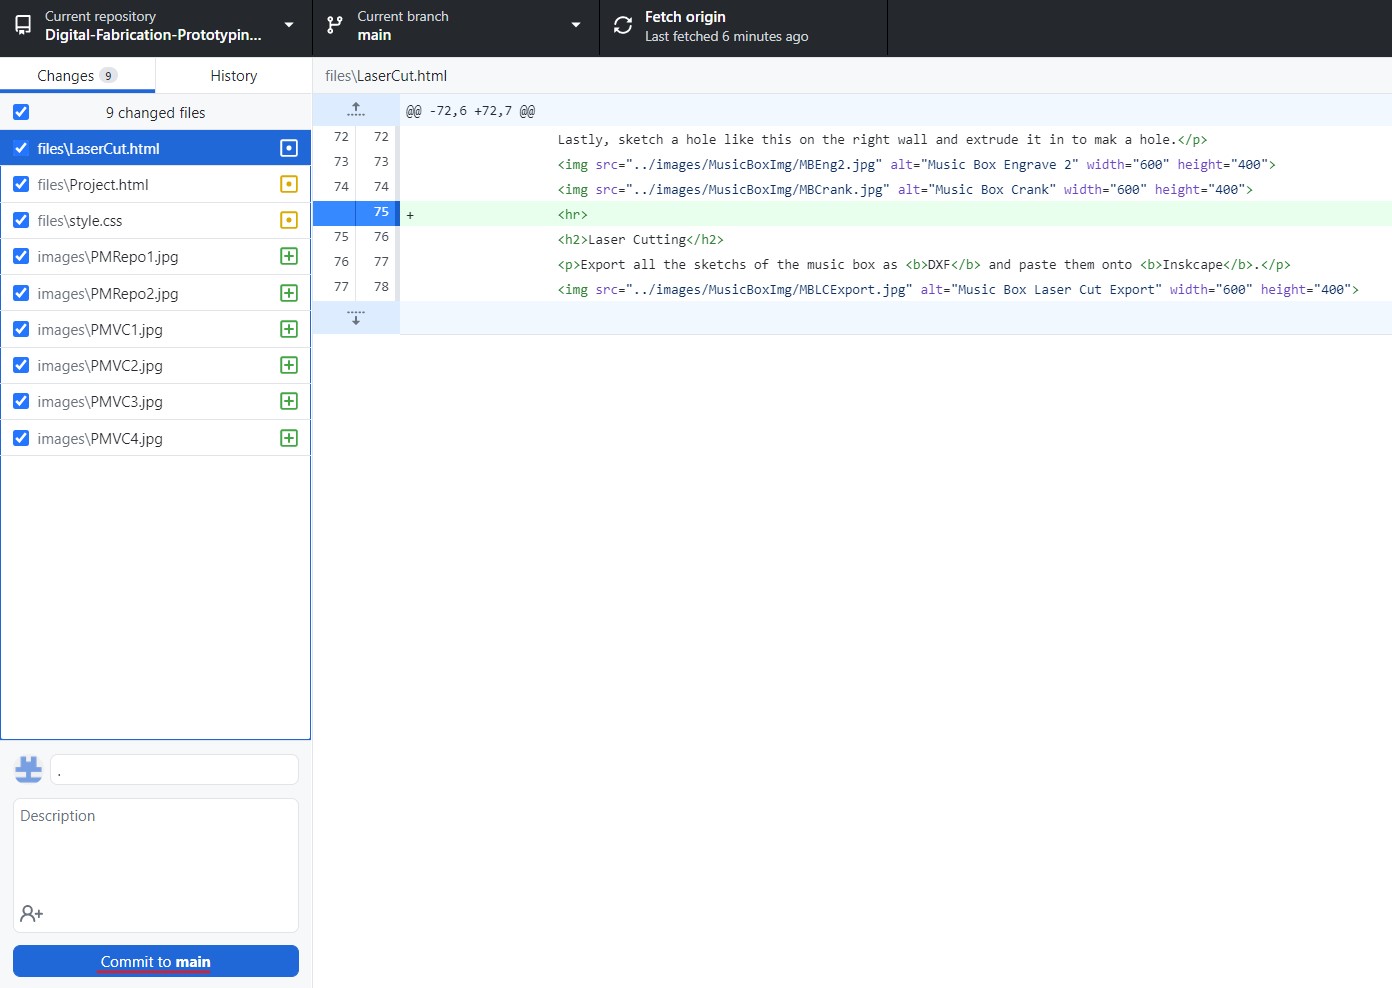 Current repository
Digital-Fabrication-Prototypin...
Current branch
main
Fetch origin
Last fetched 6 minutes ago
Changes 9
History
files\LaserCut.html
9 changed files
files\LaserCut.html
files\Project.html
files\style.css
images\PMRepo1.jpg
images\PMRepo2.jpg
images\PMVC1.jpg
images\PMVC2.jpg
images\PMVC3.jpg
images\PMVC4.jpg
@@ -72,6 +72,7 @@
72 72 Lastly, sketch a hole like this on the right wall and extrude it in to mak a hole.</p>
73 73 <img src="../images/MusicBoxImg/MBEng2.jpg" alt="Music Box Engrave 2" width="600" height="400">
74 74 <img src="../images/MusicBoxImg/MBCrank.jpg" alt="Music Box Crank" width="600" height="400">
75 + <hr>
75 76 <h2>Laser Cutting</h2>
76 77 <p>Export all the sketchs of the music box as <b>DXF</b> and paste them onto <b>Inskcape</b>.</p>
77 78 <img src="../images/MusicBoxImg/MBLCExport.jpg" alt="Music Box Laser Cut Export" width="600" height="400">
.
Description
Commit to main